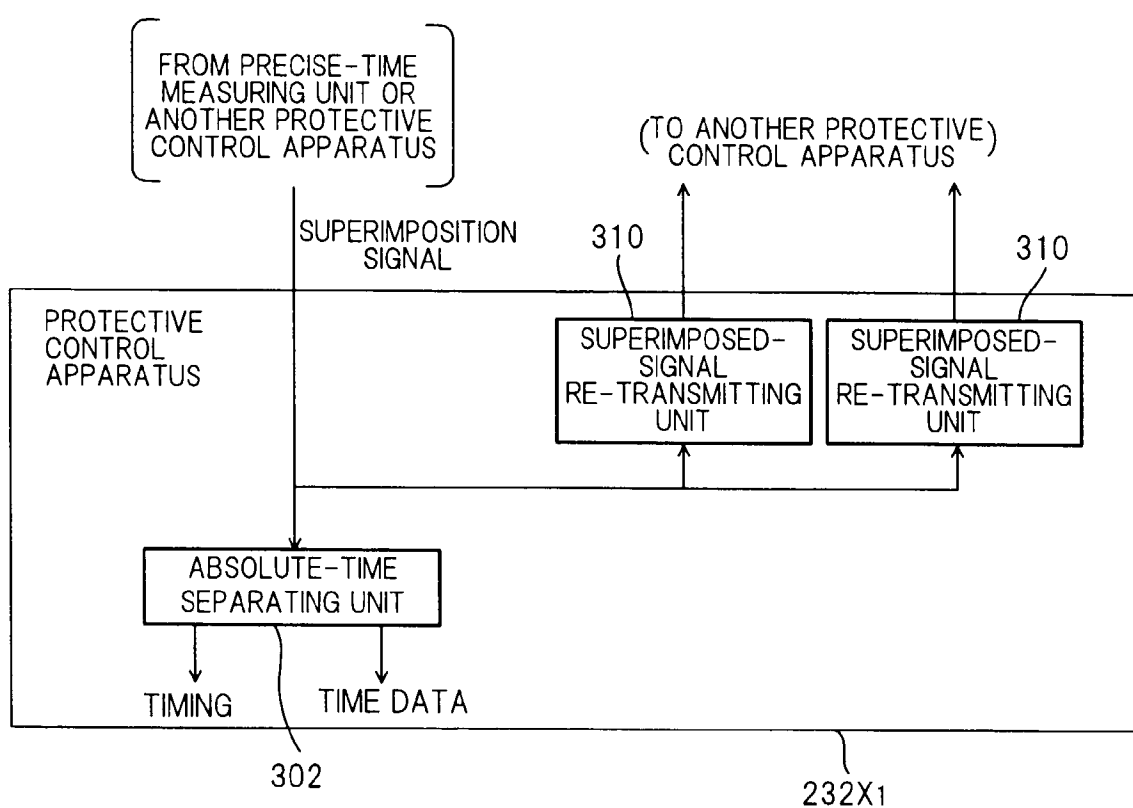 FROM PRECISE-TIME
MEASURING UNIT OR
ANOTHER PROTECTIVE
CONTROL APPARATUS
(TO ANOTHER PROTECTIVE)
CONTROL APPARATUS
SUPERIMPOSITION
SIGNAL
310
310
PROTECTIVE
CONTROL
APPARATUS
SUPERIMPOSED-
SIGNAL
RE-TRANSMITTING
UNIT
SUPERIMPOSED-
SIGNAL
RE-TRANSMITTING
UNIT
ABSOLUTE-TIME
SEPARATING UNIT
TIMING
TIME DATA
302
232X1